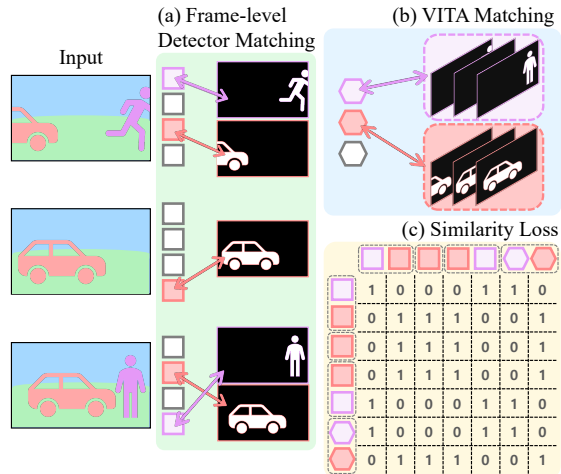 (a) Frame-level
Detector Matching
(b) VITA Matching
Input
(c) Similarity Loss
1 0 0 0 1 1 0
0 1 1 1 0 0 1
0 1 1 1 0 0 1
0 1 1 1 0 0 1
1 0 0 0 1 1 0
1 0 0 0 1 1 0
0 1 1 1 0 0 1